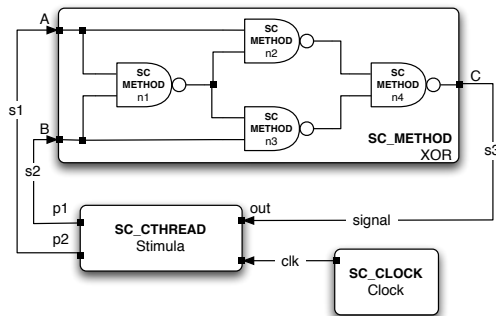 A
B
C
s1
s2
s3
SC
METHOD
n1
SC
METHOD
n2
SC
METHOD
n3
SC
METHOD
n4
SC_METHOD
XOR
p1
p2
out
SC_CTHREAD
Stimula
signal
clk
SC_CLOCK
Clock